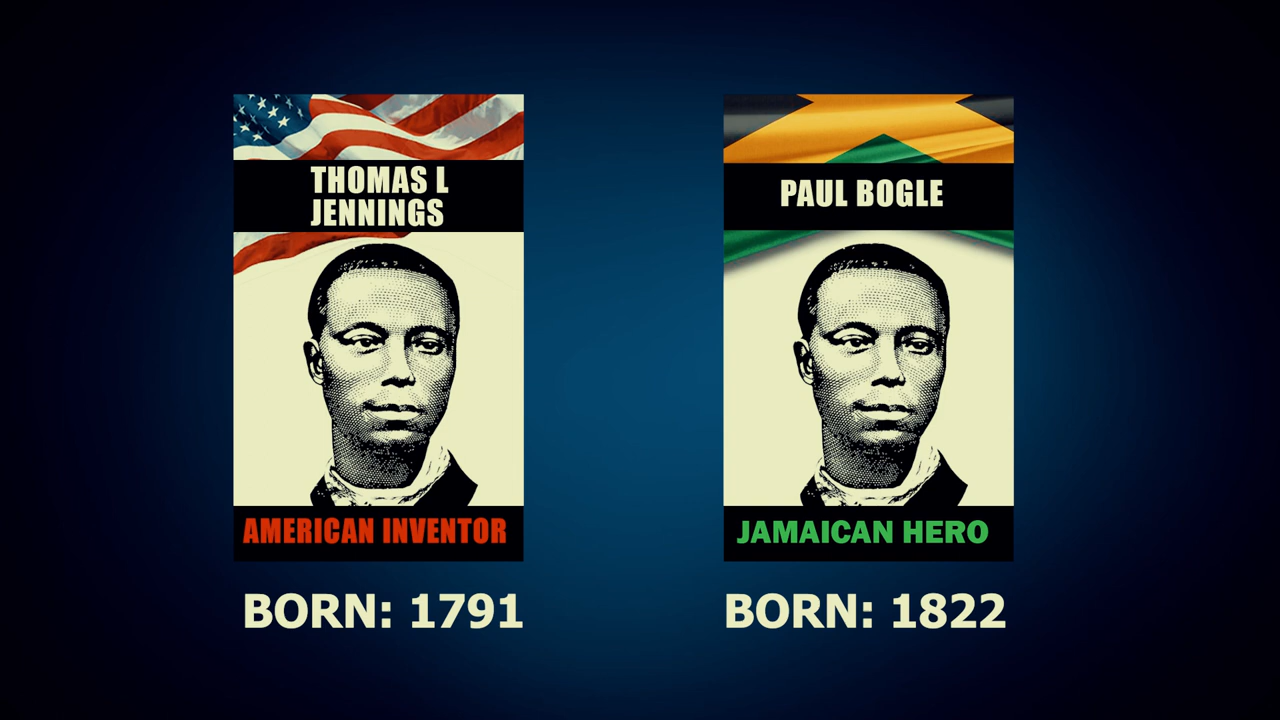 THOMAS L
JENNINGS
AMERICAN INVENTOR
BORN: 1791
PAUL BOGLE
JAMAICAN HERO
BORN: 1822